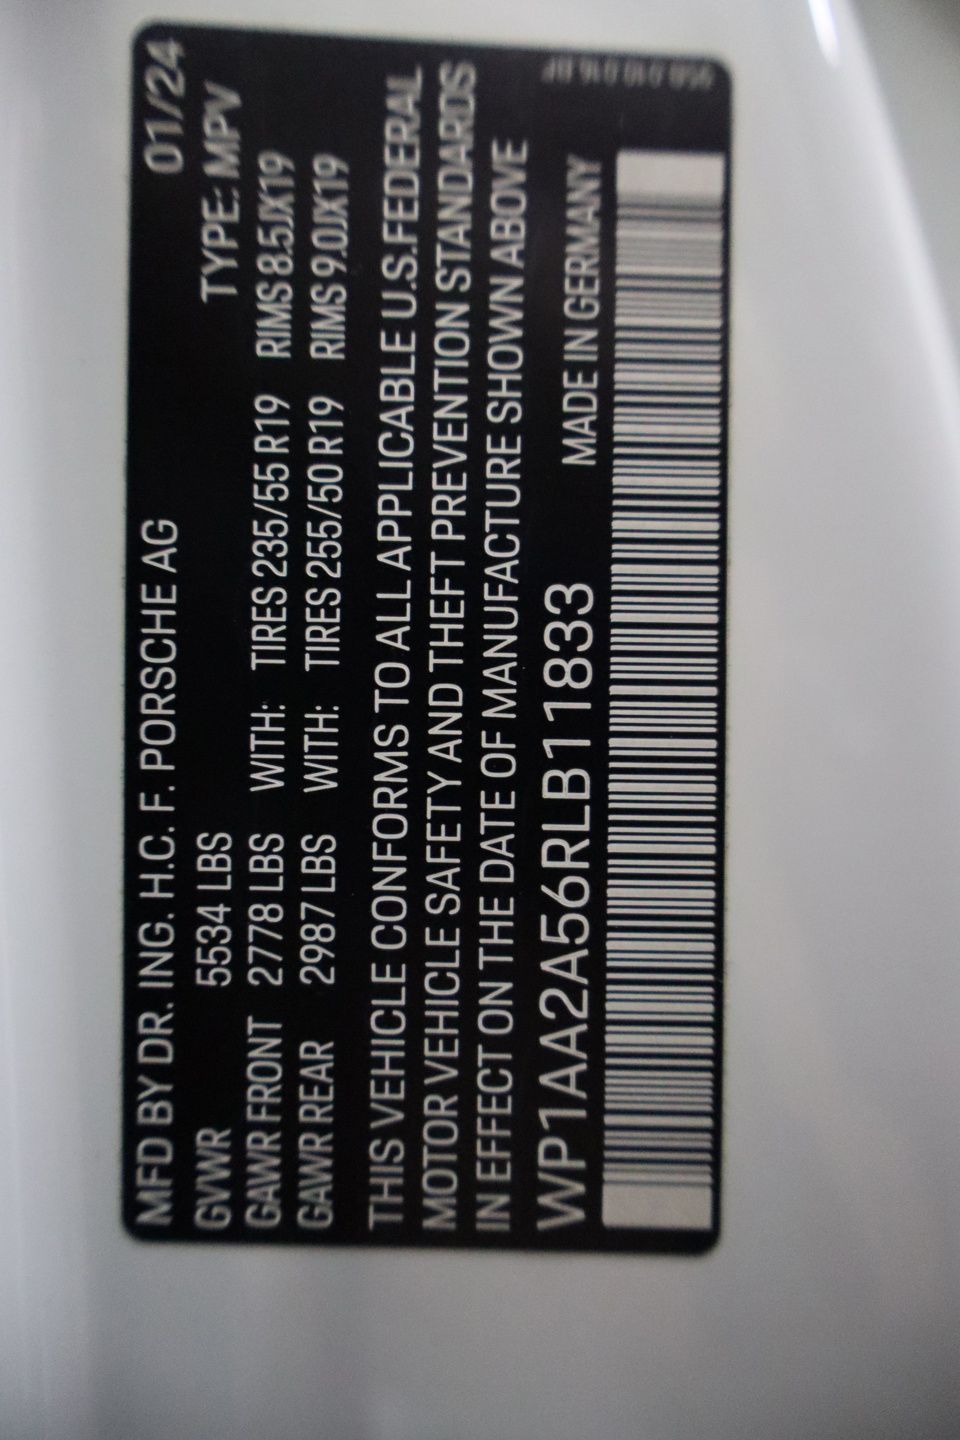 MFD BY DR. ING. H.C. F. PORSCHE AG 01/24
GVWR 5534 LBS TYPE: MPV
GAWR FRONT 2778 LBS WITH: TIRES 235/55 R19 RIMS 8.5JX19
GAWR REAR 2987 LBS WITH: TIRES 255/50 R19 RIMS 9.0JX19
THIS VEHICLE CONFORMS TO ALL APPLICABLE U.S.FEDERAL
MOTOR VEHICLE SAFETY AND THEFT PREVENTION STANDARDS
IN EFFECT ON THE DATE OF MANUFACTURE SHOWN ABOVE
WP1AA2A56RLB11833 MADE IN GERMANY